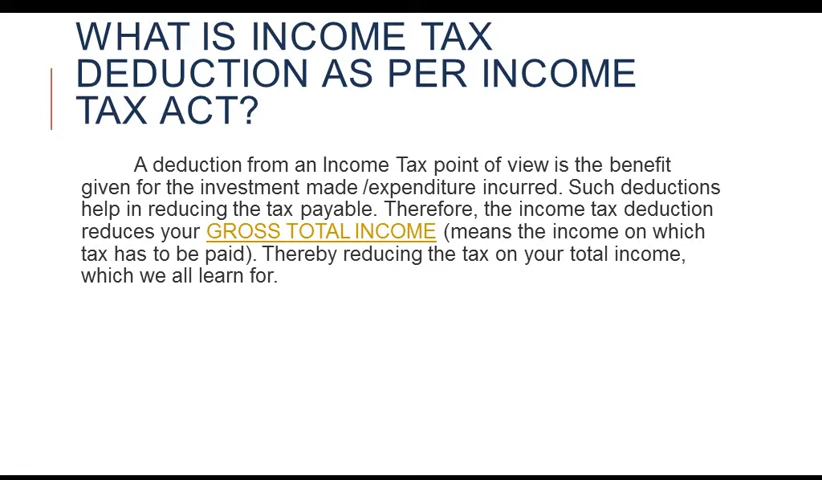 WHAT IS INCOME TAX
DEDUCTION AS PER INCOME
TAX ACT?
A deduction from an Income Tax point of view is the benefit
given for the investment made /expenditure incurred. Such deductions
help in reducing the tax payable. Therefore, the income tax deduction
reduces your GROSS TOTAL INCOME (means the income on which
tax has to be paid). Thereby reducing the tax on your total income,
which we all learn for.